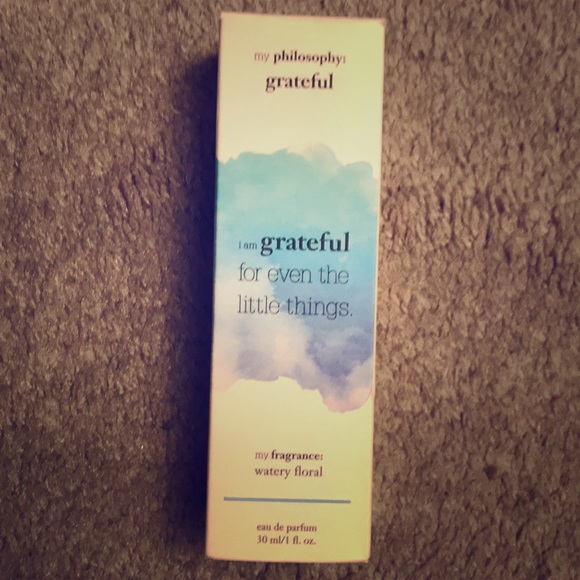 my philosophy:
grateful
i am grateful
for even the
little things.
my fragrance:
watery floral
eau de parfum
30 ml/1 fl. oz.